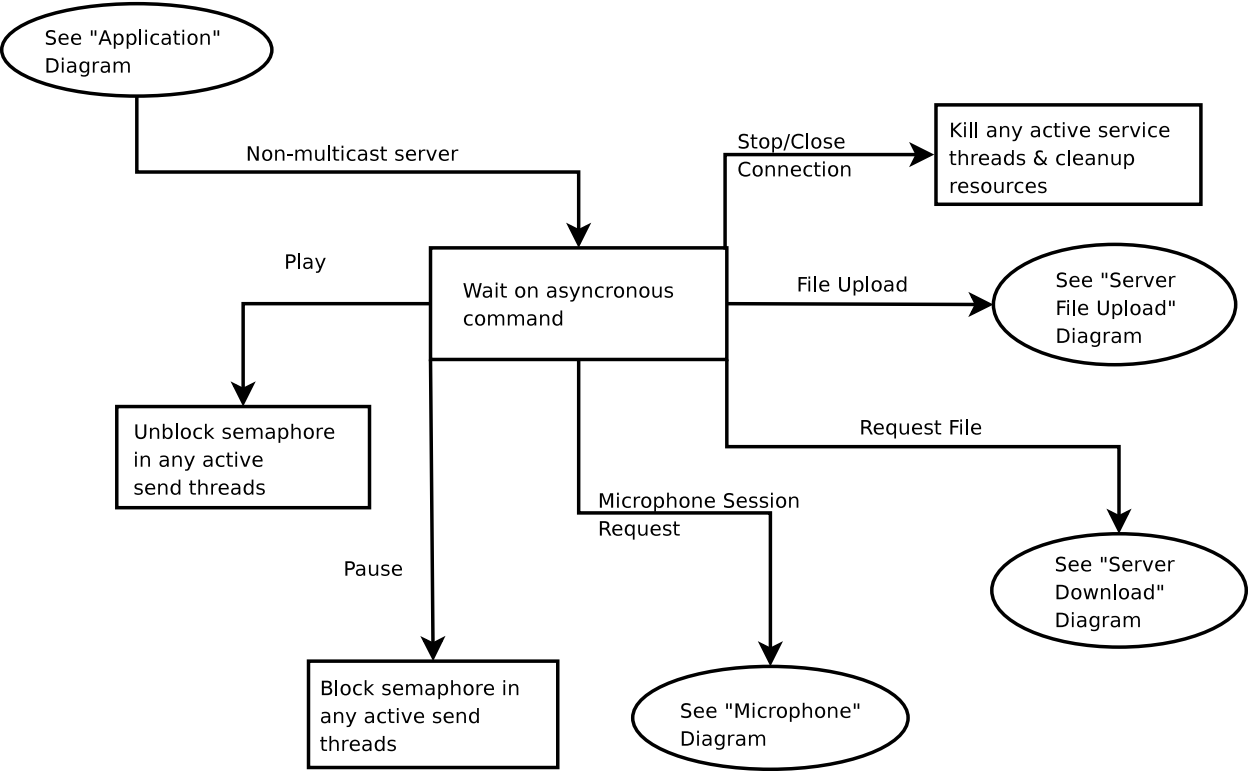 See "Application"
Diagram
Non-multicast server
Stop/Close
Connection
Kill any active service
threads & cleanup
resources
Play
Wait on asyncronous
command
File Upload
See "Server
File Upload"
Diagram
Unblock semaphore
in any active
send threads
Request File
Microphone Session
Request
Pause
See "Server
Download"
Diagram
Block semaphore in
any active send
threads
See "Microphone"
Diagram